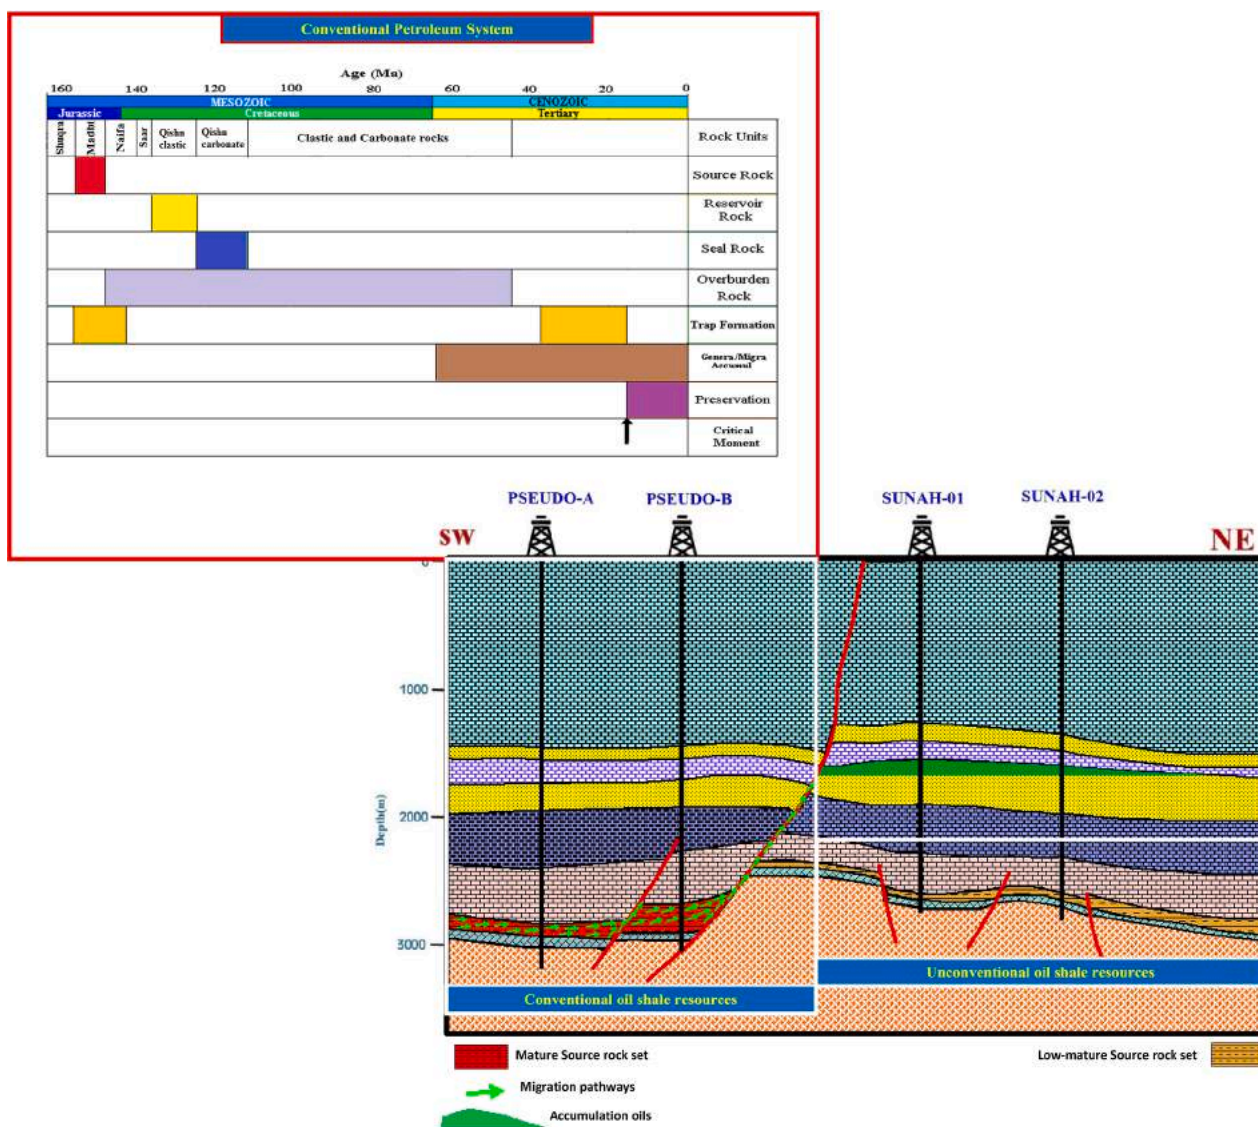 Conventional Petroleum System
Age (Ma)
160 140 120 100 80 60 40 20 0
MESOZOIC CENOZOIC
Jurassic Cretaceous Tertiary
Shuqra Madbi Naifa Saar Qishn clastic Qishn carbonate Clastic and Carbonate rocks Rock Units
Source Rock
Reservoir
Rock
Seal Rock
Overburden
Rock
Trap Formation
Genera./Migra
Accumul
Preservation
Critical
Moment
PSEUDO-A PSEUDO-B SUNAH-01 SUNAH-02
SW NE
0
1000
2000
3000
Depth(m)
Unconventional oil shale resources
Conventional oil shale resources
Mature Source rock set Low-mature Source rock set
Migration pathways
Accumulation oils